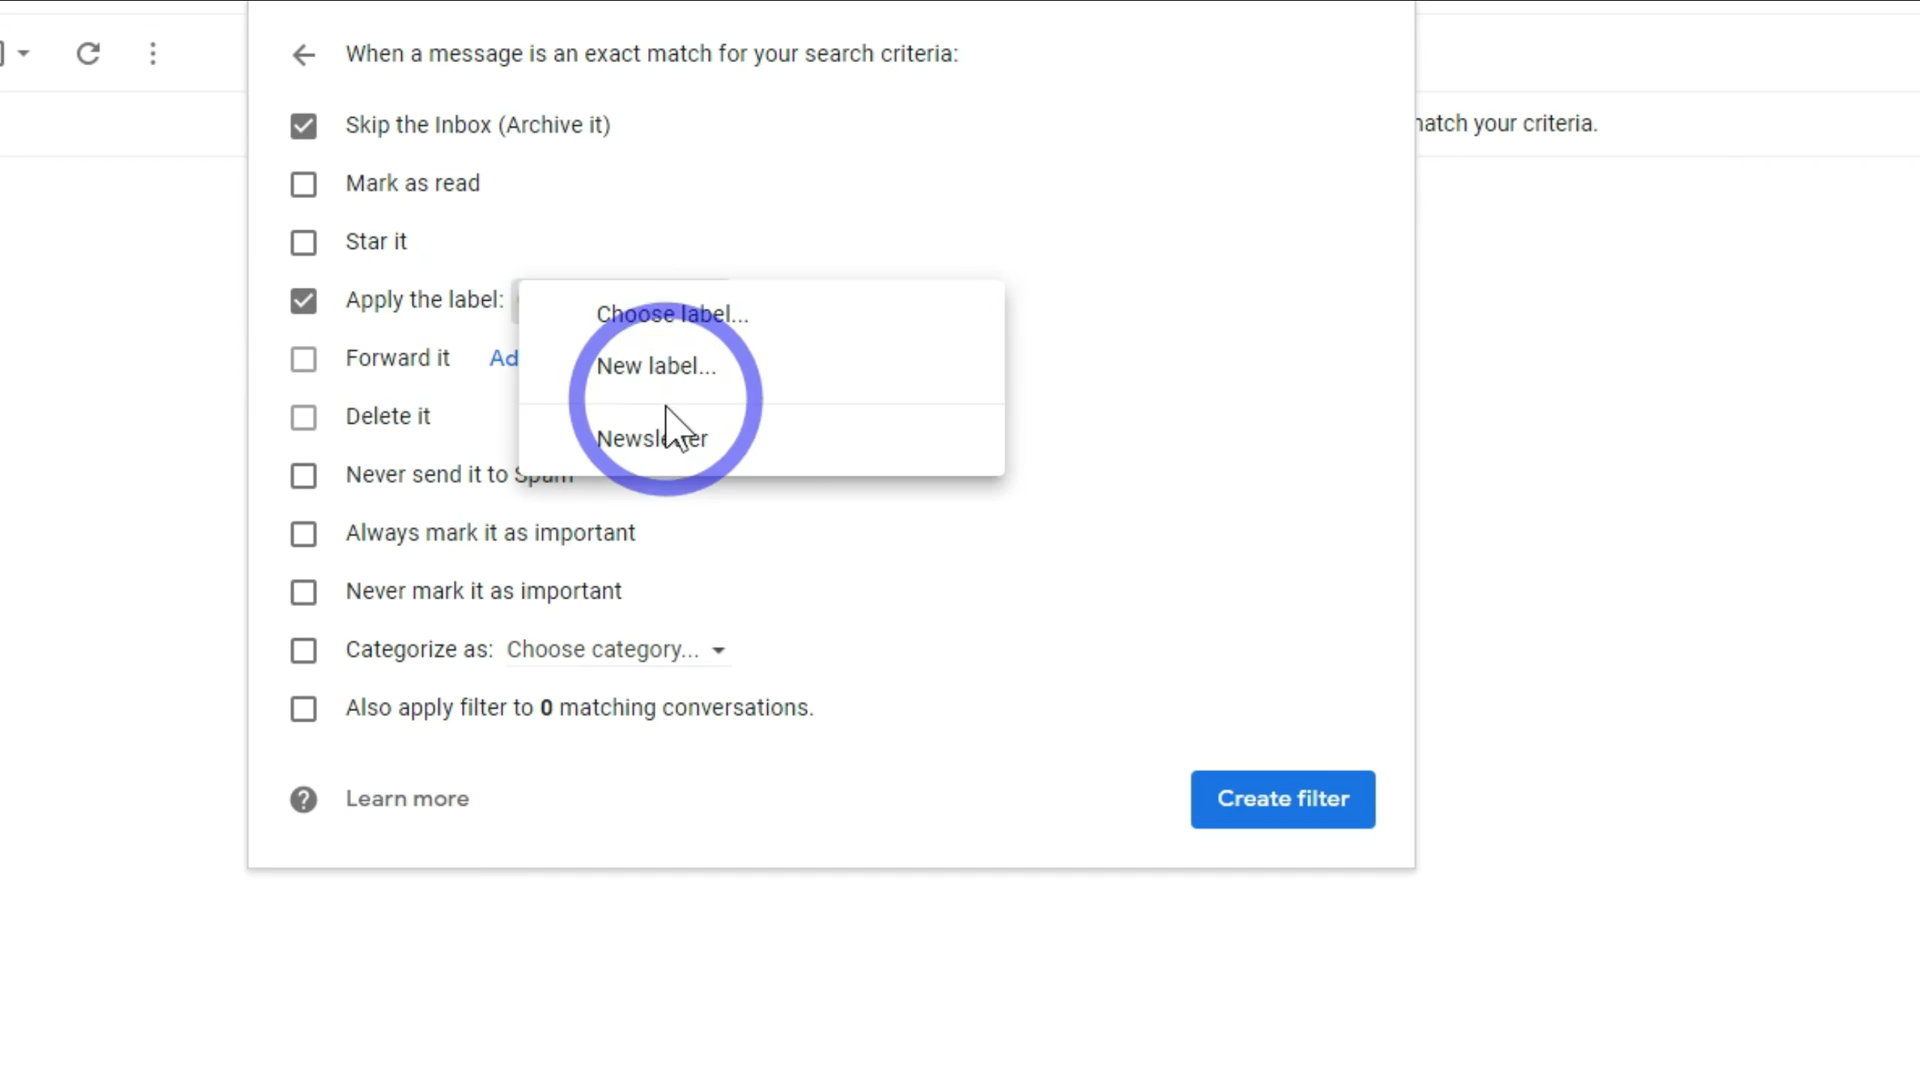 When a message is an exact match for your search criteria:
Skip the Inbox (Archive it)
match your criteria.
Mark as read
Star it
Apply the label:
Choose label...
New label...
Forward it
Delete it
Newsletter
Never send it to Spam
Always mark it as important
Never mark it as important
Categorize as: Choose category...
Also apply filter to 0 matching conversations.
Learn more
Create filter